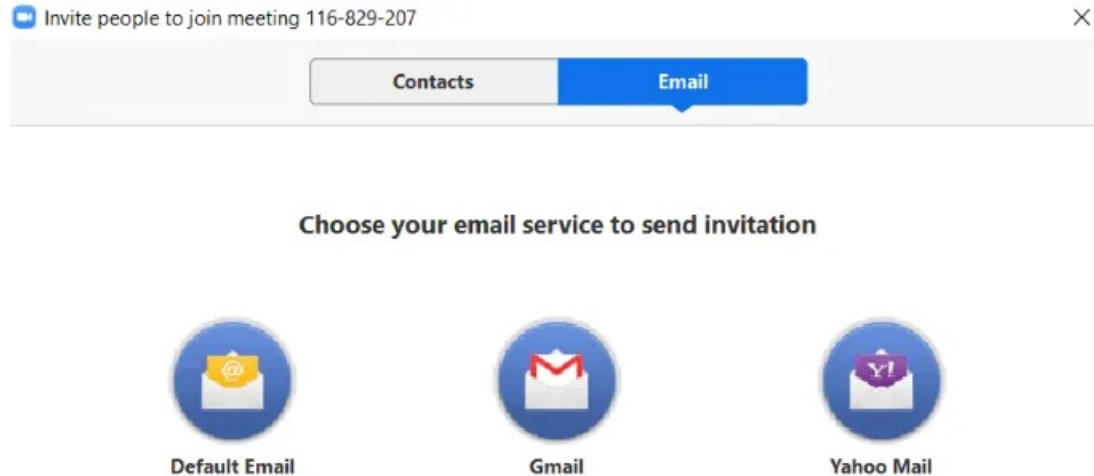 Invite people to join meeting 116-829-207
Contacts Email
Choose your email service to send invitation
@ Y!
Default Email Gmail Yahoo Mail